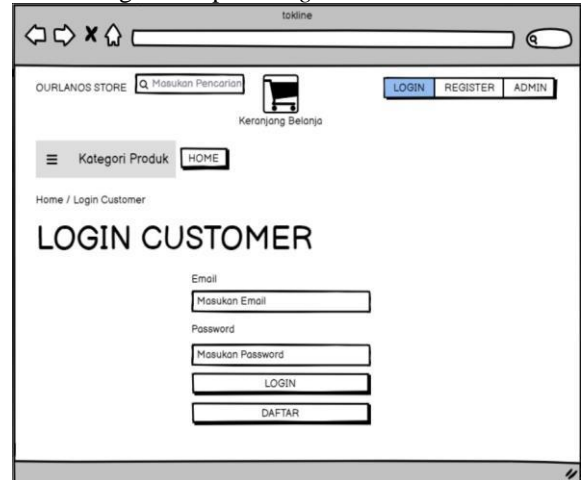 tokline
OURLANOS STORE
Masukan Pencarian
Keranjang Belanja
LOGIN REGISTER ADMIN
Kategori Produk HOME
Home / Login Customer
LOGIN CUSTOMER
Email
Masukan Email
Password
Masukan Password
LOGIN
DAFTAR